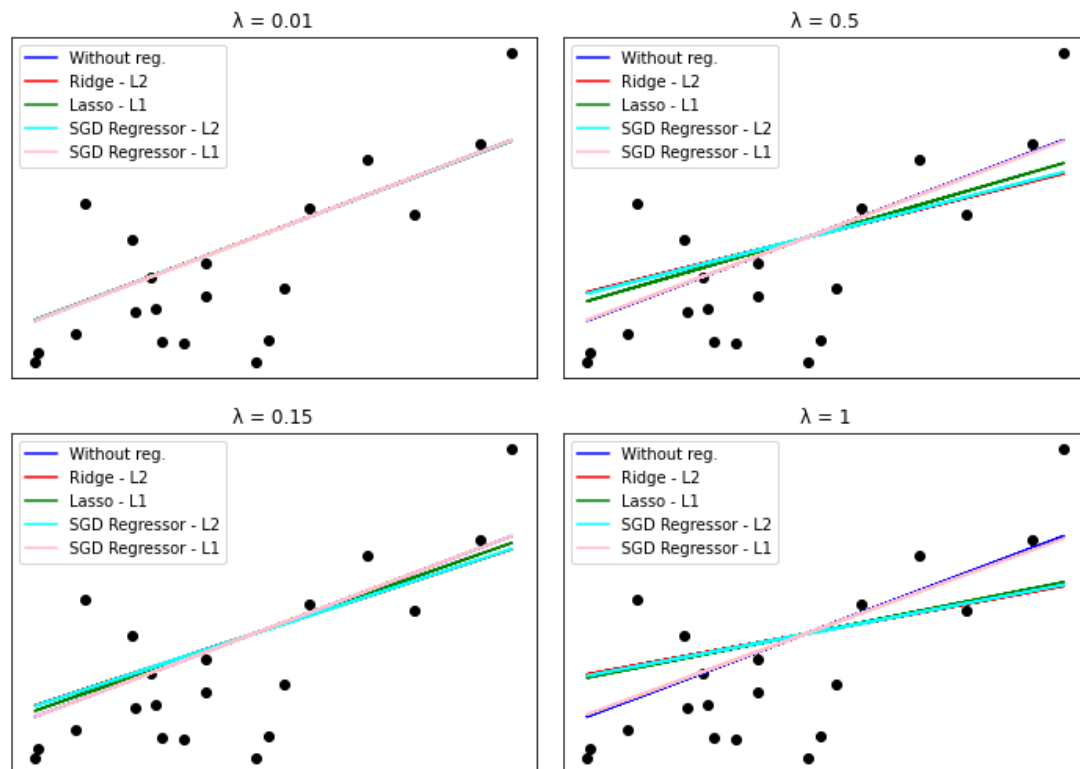 λ = 0.01
Without reg.
Ridge - L2
Lasso - L1
SGD Regressor - L2
SGD Regressor - L1
λ = 0.5
Without reg.
Ridge - L2
Lasso - L1
SGD Regressor - L2
SGD Regressor - L1
λ = 0.15
Without reg.
Ridge - L2
Lasso - L1
SGD Regressor - L2
SGD Regressor - L1
λ = 1
Without reg.
Ridge - L2
Lasso - L1
SGD Regressor - L2
SGD Regressor - L1